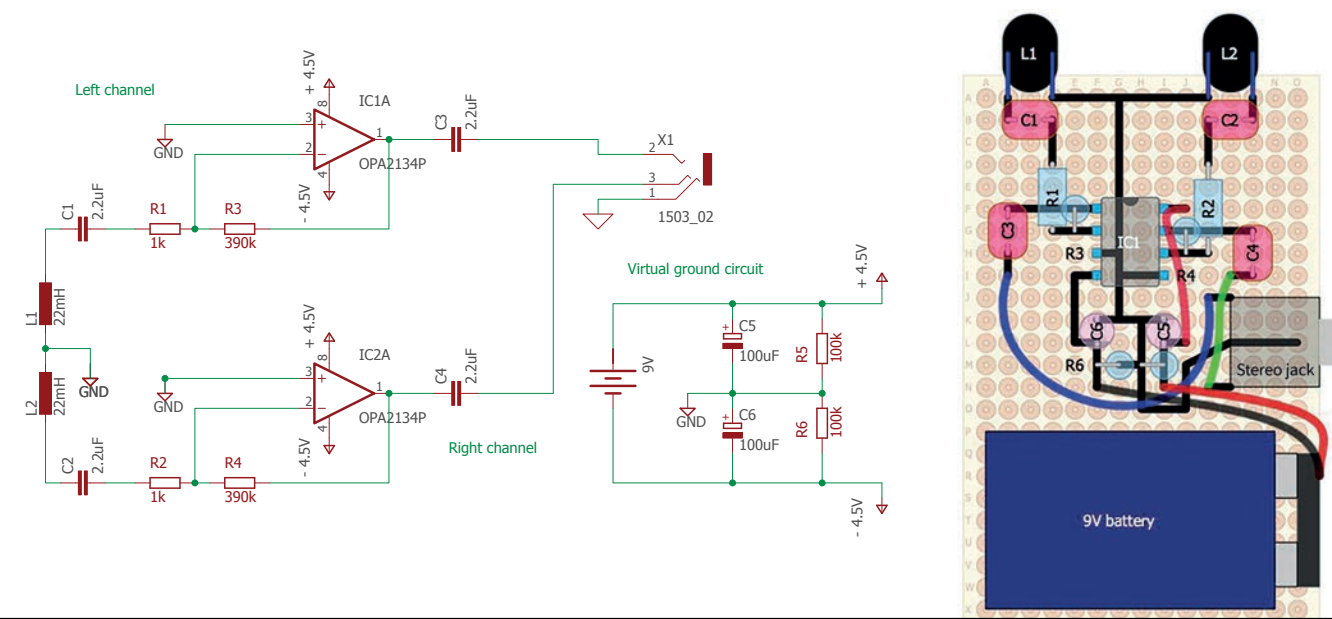 Left channel
+ 4.5V
8
IC1A
3
+
1
2
-
4
OPA2134P
- 4.5V
GND
C3
2.2uF
X1
2
3
1
1503_02
C1
2.2uF
R1
1k
R3
390k
L1
22mH
GND
L2
22mH
C2
2.2uF
R2
1k
R4
390k
+ 4.5V
8
IC2A
3
+
1
2
-
4
OPA2134P
- 4.5V
GND
C4
2.2uF
Right channel
Virtual ground circuit
+ 4.5V
9V
+
C5
100uF
R5
100k
GND
+
C6
100uF
R6
100k
- 4.5V
L1
L2
C1
C2
R1
R2
C3
IC1
C4
R3
R4
C6
C5
R6
Stereo jack
9V battery